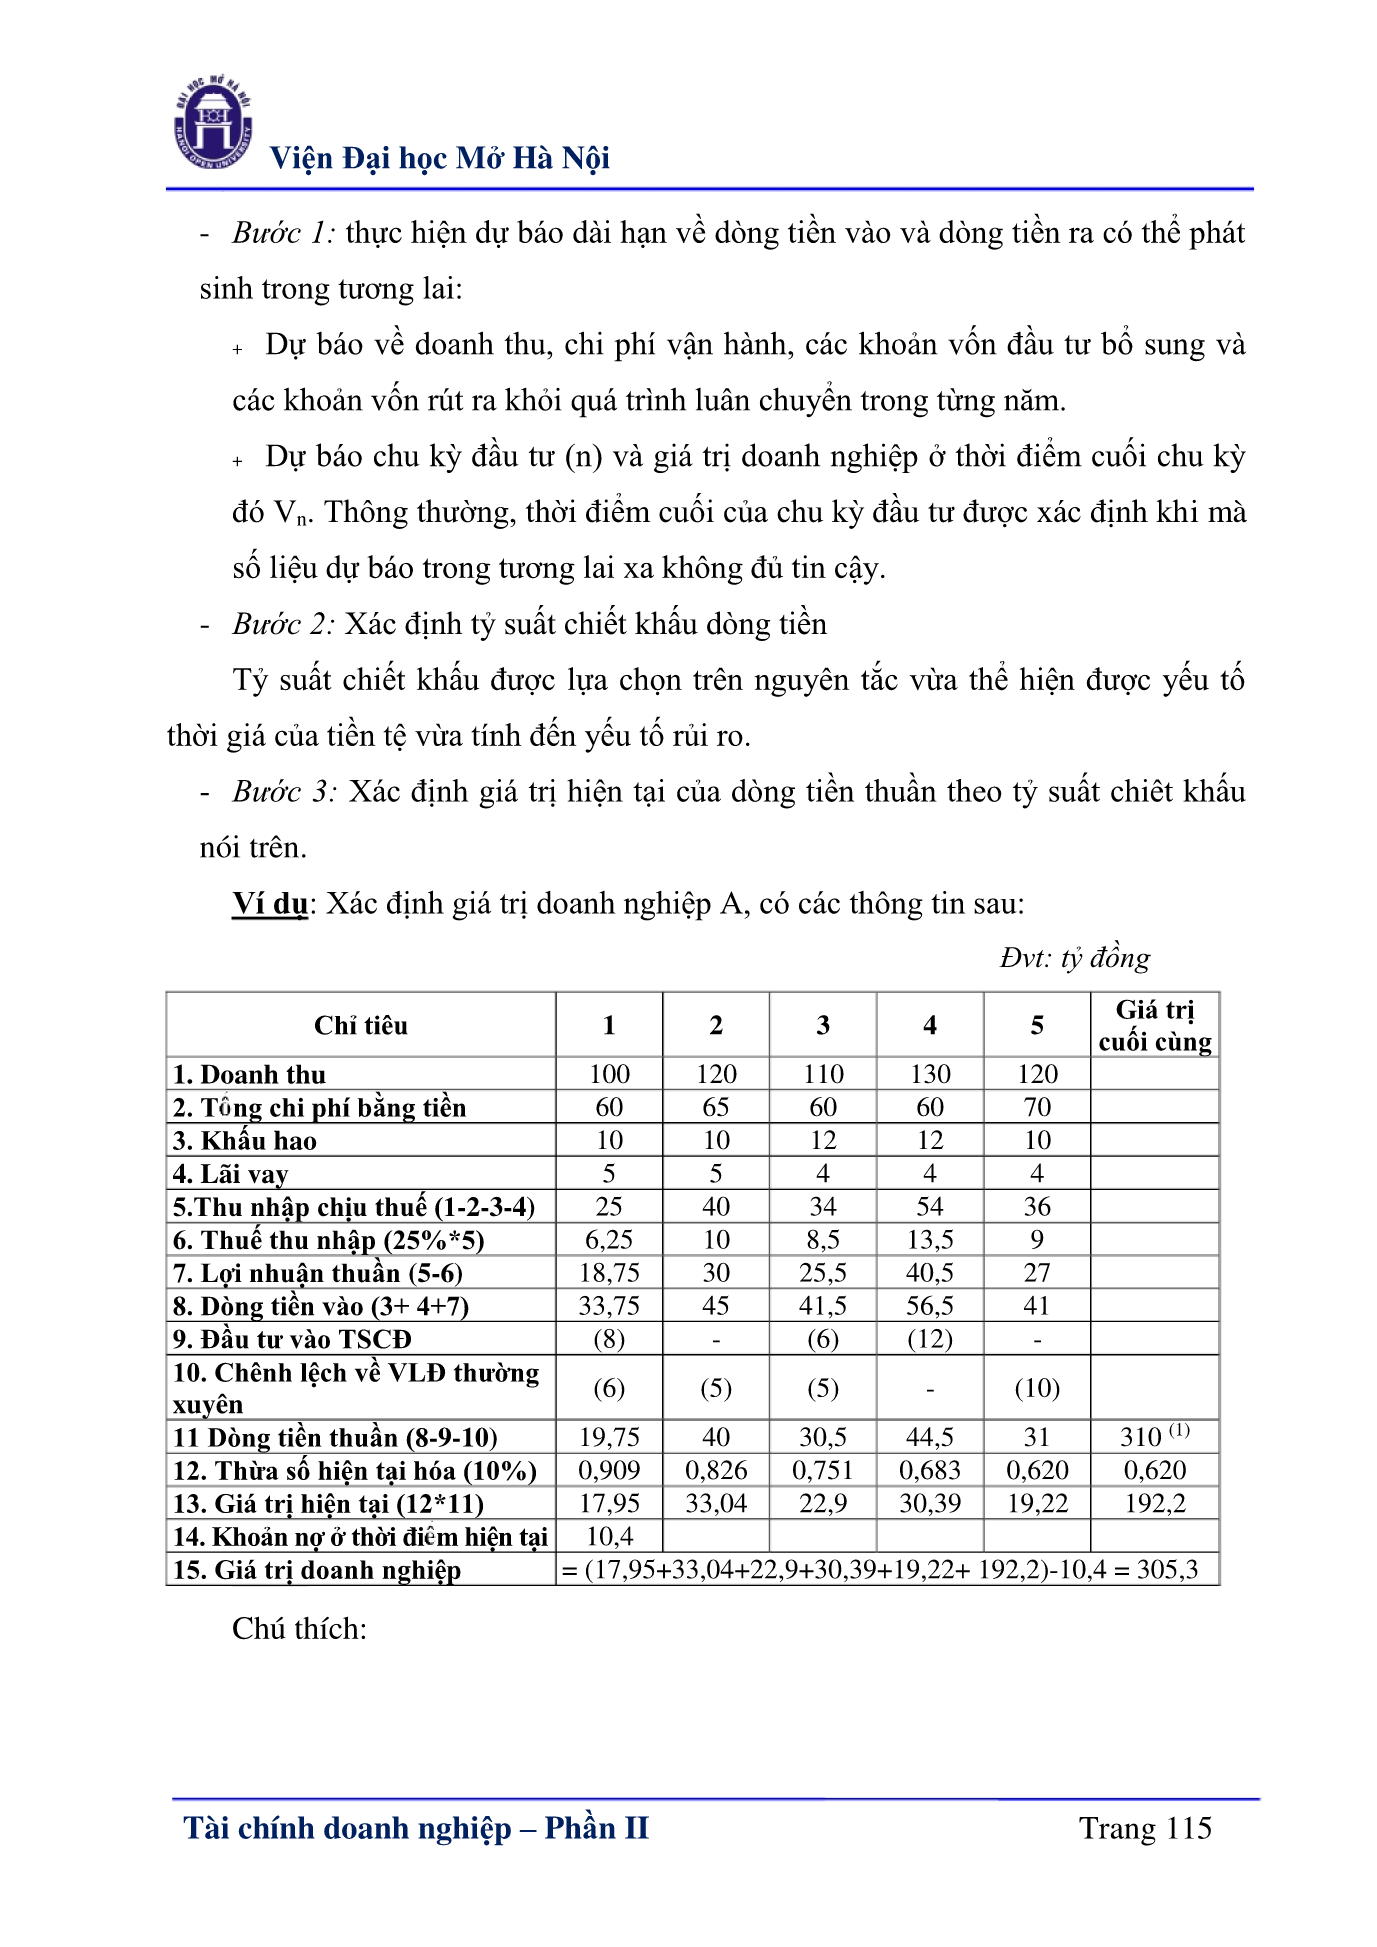 ĐẠI HỌC MỞ HÀ NỘI
HANOI OPEN UNIVERSITY
Viện Đại học Mở Hà Nội
- Bước 1: thực hiện dự báo dài hạn về dòng tiền vào và dòng tiền ra có thể phát
sinh trong tương lai:
+ Dự báo về doanh thu, chi phí vận hành, các khoản vốn đầu tư bổ sung và
các khoản vốn rút ra khỏi quá trình luân chuyển trong từng năm.
+ Dự báo chu kỳ đầu tư (n) và giá trị doanh nghiệp ở thời điểm cuối chu kỳ
đó Vn. Thông thường, thời điểm cuối của chu kỳ đầu tư được xác định khi mà
số liệu dự báo trong tương lai xa không đủ tin cậy.
- Bước 2: Xác định tỷ suất chiết khấu dòng tiền
Tỷ suất chiết khấu được lựa chọn trên nguyên tắc vừa thể hiện được yếu tố
thời giá của tiền tệ vừa tính đến yếu tố rủi ro.
- Bước 3: Xác định giá trị hiện tại của dòng tiền thuần theo tỷ suất chiêt khấu
nói trên.
Ví dụ: Xác định giá trị doanh nghiệp A, có các thông tin sau:
Đvt: tỷ đồng
Chỉ tiêu 1 2 3 4 5 Giá trị
cuối cùng
1. Doanh thu 100 120 110 130 120
2. Tổng chi phí bằng tiền 60 65 60 60 70
3. Khấu hao 10 10 12 12 10
4. Lãi vay 5 5 4 4 4
5.Thu nhập chịu thuế (1-2-3-4) 25 40 34 54 36
6. Thuế thu nhập (25%*5) 6,25 10 8,5 13,5 9
7. Lợi nhuận thuần (5-6) 18,75 30 25,5 40,5 27
8. Dòng tiền vào (3+ 4+7) 33,75 45 41,5 56,5 41
9. Đầu tư vào TSCĐ (8) - (6) (12) -
10. Chênh lệch về VLĐ thường
xuyên (6) (5) (5) - (10)
11 Dòng tiền thuần (8-9-10) 19,75 40 30,5 44,5 31 310 (1)
12. Thừa số hiện tại hóa (10%) 0,909 0,826 0,751 0,683 0,620 0,620
13. Giá trị hiện tại (12*11) 17,95 33,04 22,9 30,39 19,22 192,2
14. Khoản nợ ở thời điểm hiện tại 10,4
15. Giá trị doanh nghiệp = (17,95+33,04+22,9+30,39+19,22+ 192,2)-10,4 = 305,3
Chú thích:
Tài chính doanh nghiệp – Phần II Trang 115